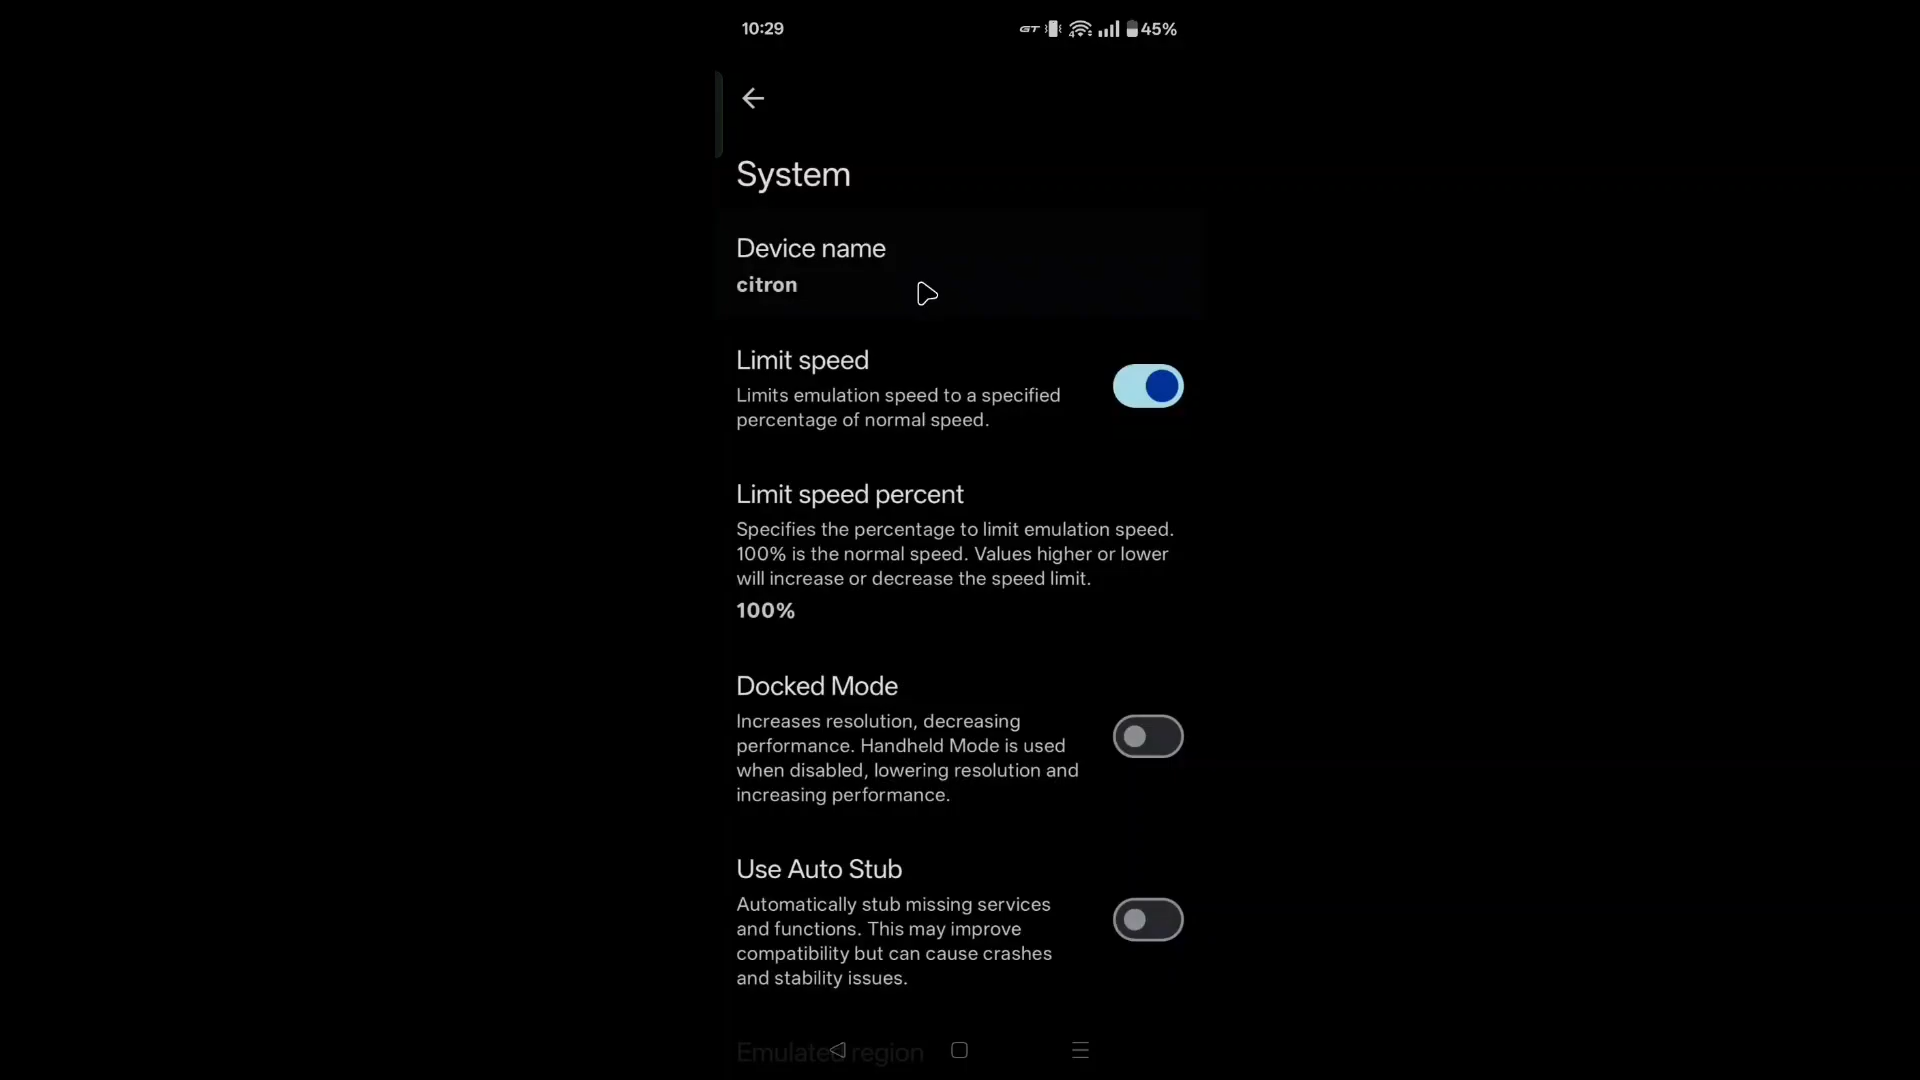 10:29
GT 45%
System
Device name
citron
Limit speed
Limits emulation speed to a specified
percentage of normal speed.
Limit speed percent
Specifies the percentage to limit emulation speed.
100% is the normal speed. Values higher or lower
will increase or decrease the speed limit.
100%
Docked Mode
Increases resolution, decreasing
performance. Handheld Mode is used
when disabled, lowering resolution and
increasing performance.
Use Auto Stub
Automatically stub missing services
and functions. This may improve
compatibility but can cause crashes
and stability issues.
Emulated region